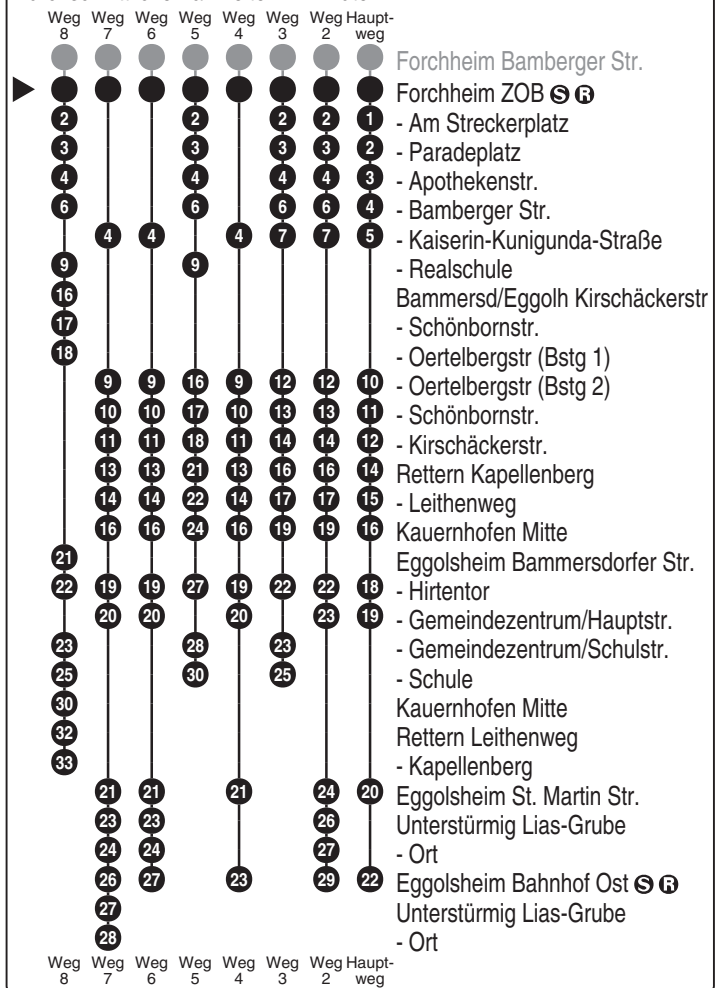 Weg Weg Weg Weg Weg Weg Weg Haupt-
8 7 6 5 4 3 2 weg
Forchheim Bamberger Str.
Forchheim ZOB S R
2 2 2 2 1 - Am Streckerplatz
3 3 3 3 2 - Paradeplatz
4 4 4 4 3 - Apothekenstr.
6 6 6 6 4 - Bamberger Str.
4 4 4 7 7 5 - Kaiserin-Kunigunda-Straße
9 9 - Realschule
16 Bammersd/Eggolh Kirschäckerstr
17 - Schönbornstr.
18 - Oertelbergstr (Bstg 1)
9 9 16 9 12 12 10 - Oertelbergstr (Bstg 2)
10 10 17 10 13 13 11 - Schönbornstr.
11 11 18 11 14 14 12 - Kirschäckerstr.
13 13 21 13 16 16 14 Rettern Kapellenberg
14 14 22 14 17 17 15 - Leithenweg
16 16 24 16 19 19 16 Kauernhofen Mitte
21 Eggolsheim Bammersdorfer Str.
22 19 19 27 19 22 22 18 - Hirtentor
20 20 20 23 19 - Gemeindezentrum/Hauptstr.
23 28 23 - Gemeindezentrum/Schulstr.
25 30 25 - Schule
30 Kauernhofen Mitte
32 Rettern Leithenweg
33 - Kapellenberg
21 21 21 24 20 Eggolsheim St. Martin Str.
23 23 26 Unterstürmig Lias-Grube
24 24 27 - Ort
26 27 23 29 22 Eggolsheim Bahnhof Ost S R
27 Unterstürmig Lias-Grube
28 - Ort
Weg Weg Weg Weg Weg Weg Weg Haupt-
8 7 6 5 4 3 2 weg